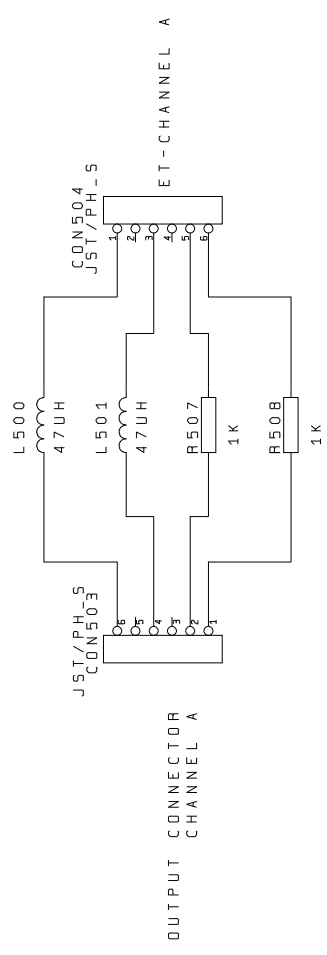 ET-CHANNEL A
CON504
JST/PH_S
1
2
3
4
5
6
L500
47UH
L501
47UH
R507
1K
R508
1K
JST/PH_S
CON503
6
5
4
3
2
1
OUTPUT CONNECTOR
CHANNEL A